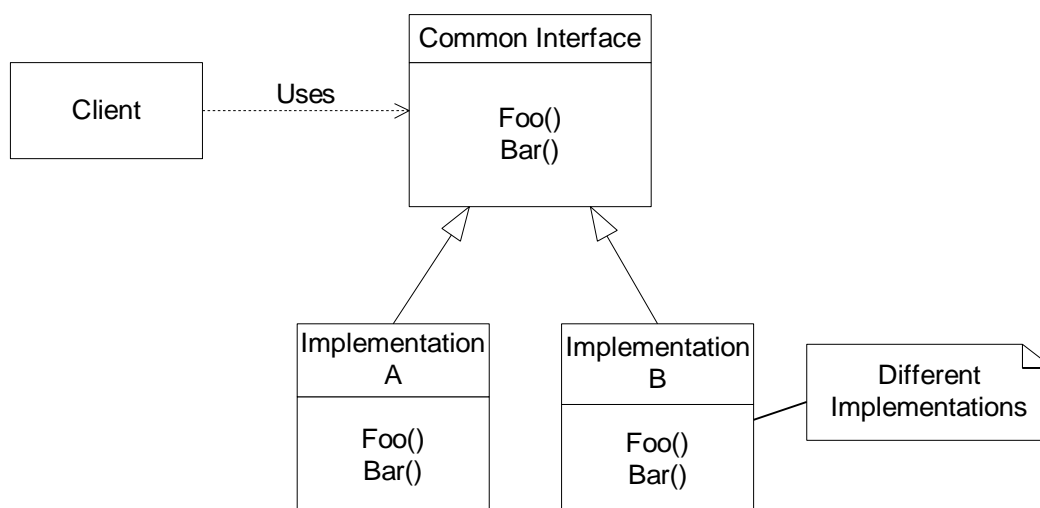 Common Interface
Client
Uses
Foo()
Bar()
Implementation
A
Foo()
Bar()
Implementation
B
Foo()
Bar()
Different
Implementations